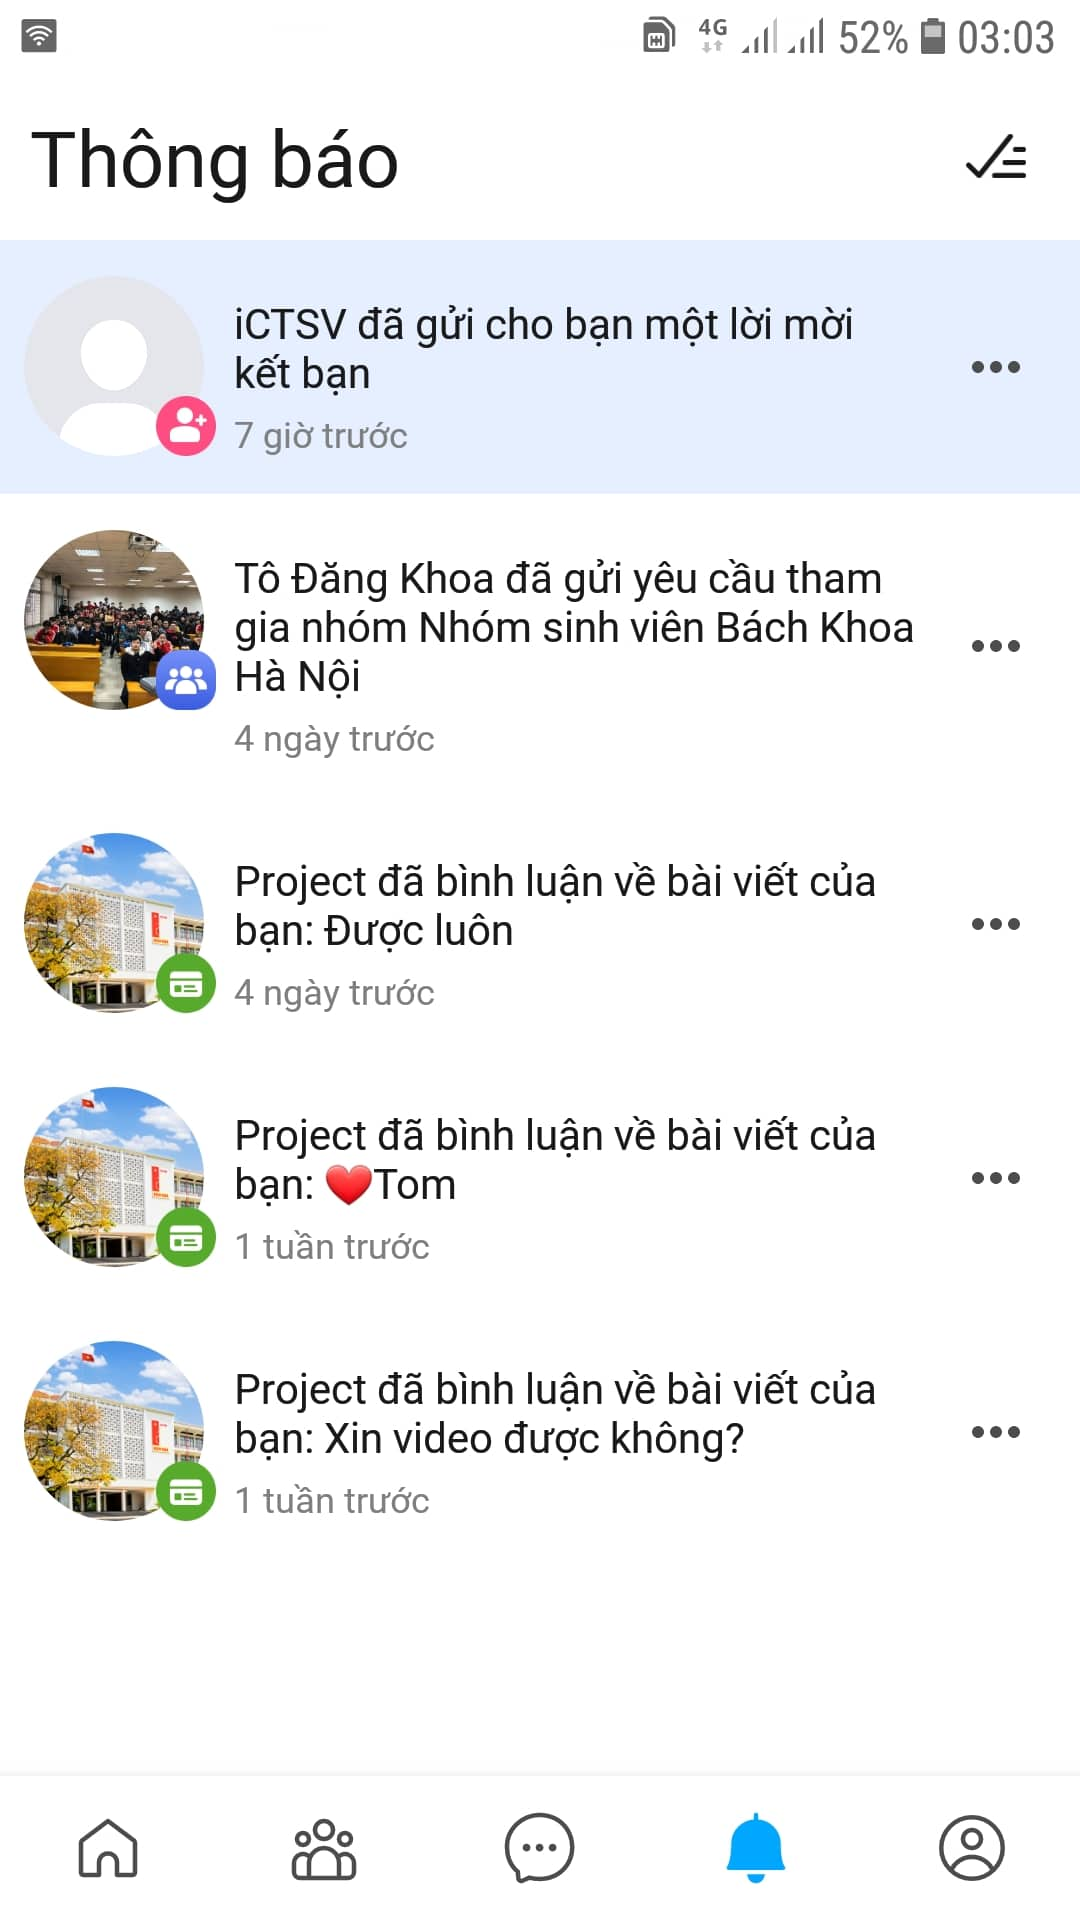 4G 52% 03:03
Thông báo
iCTSV đã gửi cho bạn một lời mời
kết bạn
7 giờ trước
Tô Đăng Khoa đã gửi yêu cầu tham
gia nhóm Nhóm sinh viên Bách Khoa
Hà Nội
4 ngày trước
Project đã bình luận về bài viết của
bạn: Được luôn
4 ngày trước
Project đã bình luận về bài viết của
bạn: ❤️Tom
1 tuần trước
Project đã bình luận về bài viết của
bạn: Xin video được không?
1 tuần trước